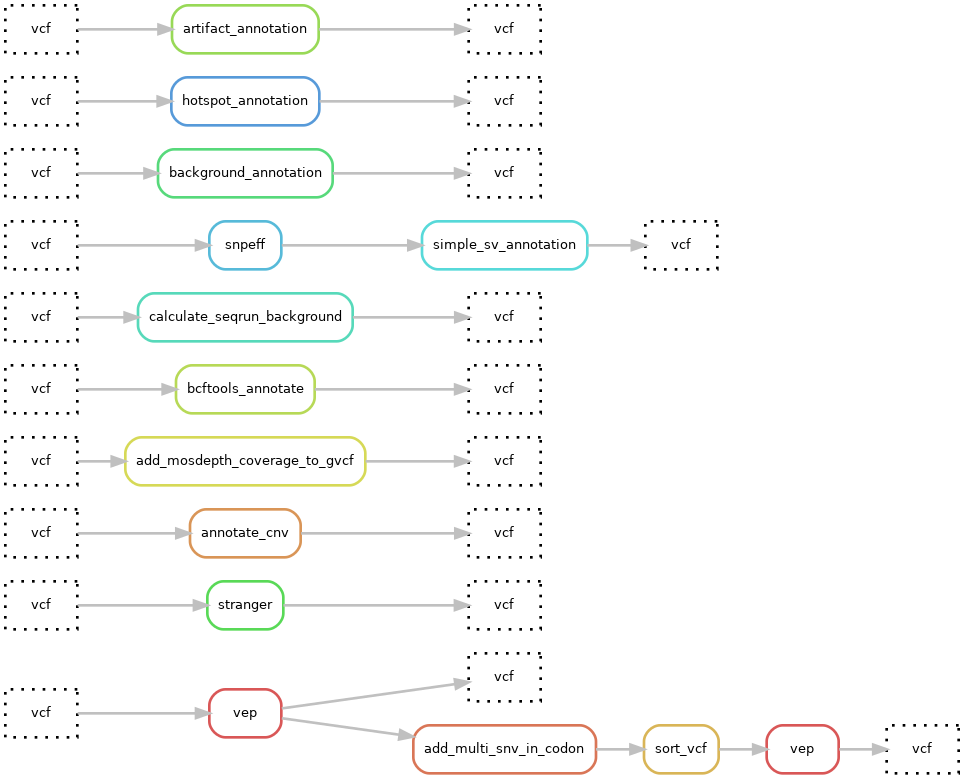 vcf artifact_annotation vcf
vcf hotspot_annotation vcf
vcf background_annotation vcf
vcf snpeff simple_sv_annotation vcf
vcf calculate_seqrun_background vcf
vcf bcftools_annotate vcf
vcf add_mosdepth_coverage_to_gvcf vcf
vcf annotate_cnv vcf
vcf stranger vcf
vcf
vcf vep
add_multi_snv_in_codon sort_vcf vep vcf